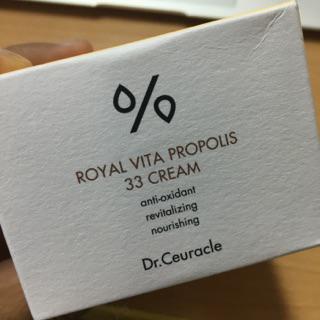 ROYAL VITA PROPOLIS
33 CREAM
anti-oxidant
revitalizing
nourishing
Dr.Ceuracle